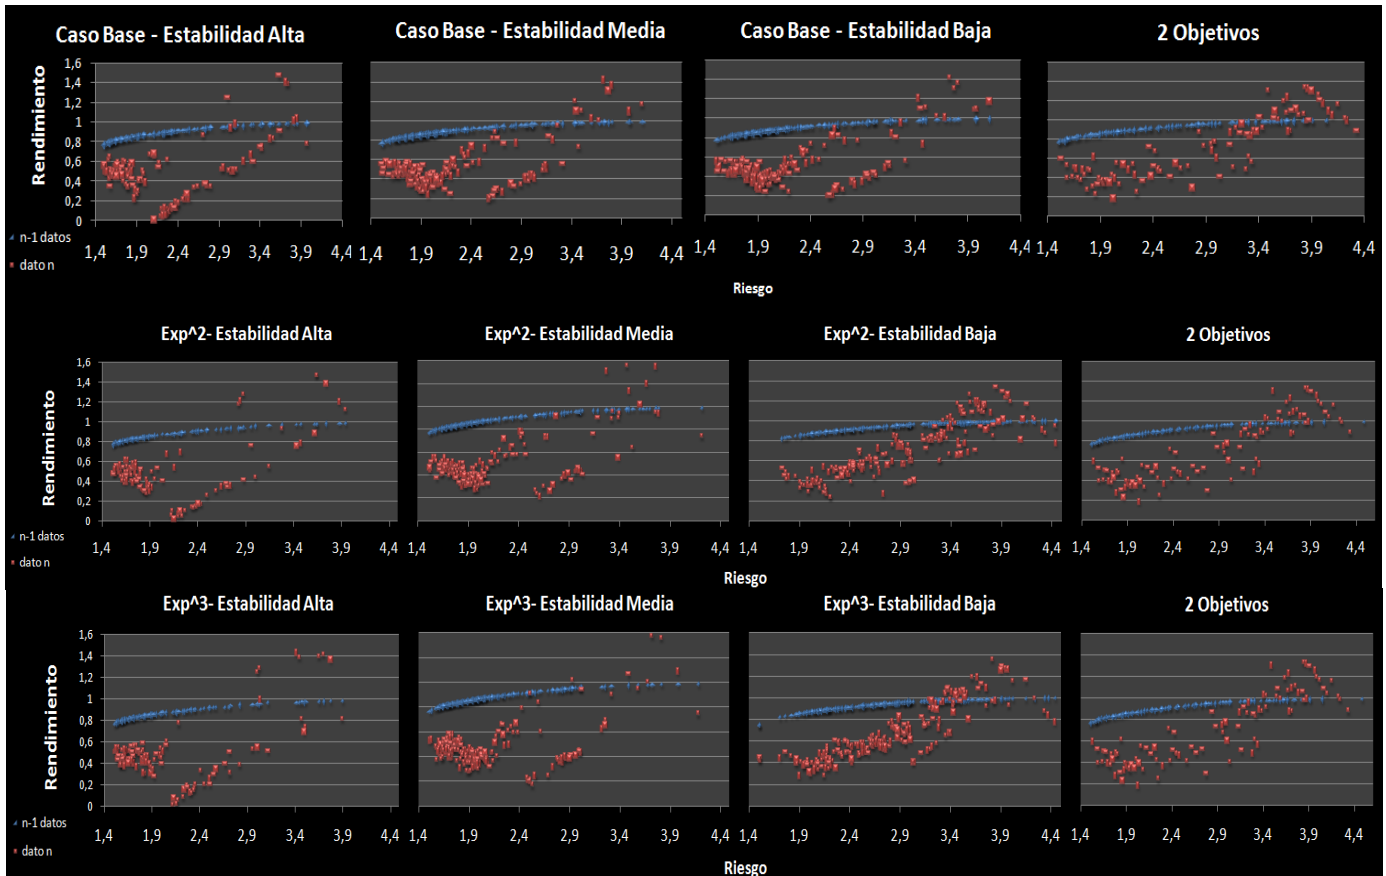 Caso Base - Estabilidad Alta
Caso Base - Estabilidad Media
Caso Base - Estabilidad Baja
2 Objetivos
Rendimiento
1,6
1,4
1,2
1
0,8
0,6
0,4
0,2
0
n-1 datos
dato n
1,4 1,9 2,4 2,9 3,4 3,9 4,4
1,4 1,9 2,4 2,9 3,4 3,9 4,4
1,4 1,9 2,4 2,9 3,4 3,9 4,4
1,4 1,9 2,4 2,9 3,4 3,9 4,4
Riesgo
Exp^2- Estabilidad Alta
Exp^2- Estabilidad Media
Exp^2- Estabilidad Baja
2 Objetivos
Rendimiento
1,6
1,4
1,2
1
0,8
0,6
0,4
0,2
0
n-1 datos
dato n
1,4 1,9 2,4 2,9 3,4 3,9
1,4 1,9 2,4 2,9 3,4 3,9
1,4 1,9 2,4 2,9 3,4 3,9 4,4
1,4 1,9 2,4 2,9 3,4 3,9 4,4
Riesgo
Exp^3- Estabilidad Alta
Exp^3- Estabilidad Media
Exp^3- Estabilidad Baja
2 Objetivos
Rendimiento
1,6
1,4
1,2
1
0,8
0,6
0,4
0,2
0
n-1 datos
dato n
1,4 1,9 2,4 2,9 3,4 3,9
1,4 1,9 2,4 2,9 3,4 3,9
1,4 1,9 2,4 2,9 3,4 3,9 4,4
1,4 1,9 2,4 2,9 3,4 3,9 4,4
Riesgo